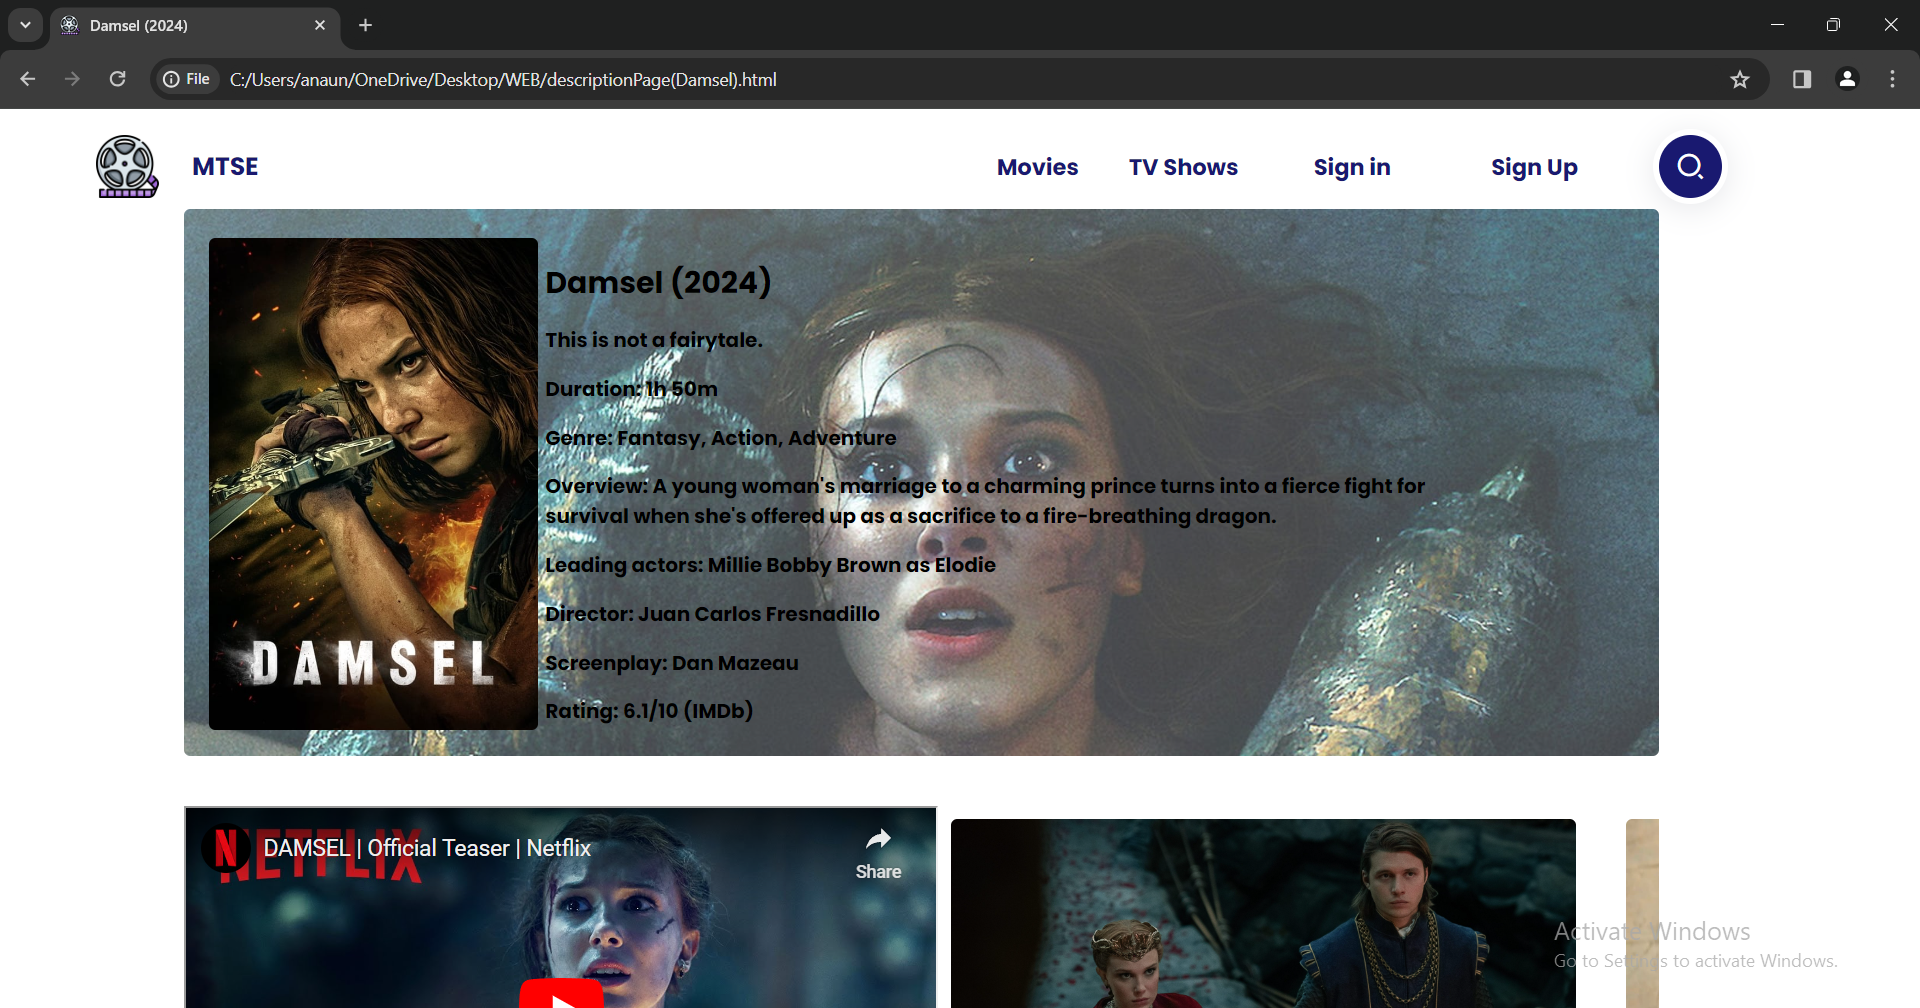 Damsel (2024)
File
C:/Users/anaun/OneDrive/Desktop/WEB/descriptionPage(Damsel).html
MTSE
Movies
TV Shows
Sign in
Sign Up
DAMSEL
Damsel (2024)
This is not a fairytale.
Duration: 1h 50m
Genre: Fantasy, Action, Adventure
Overview: A young woman's marriage to a charming prince turns into a fierce fight for
survival when she's offered up as a sacrifice to a fire-breathing dragon.
Leading actors: Millie Bobby Brown as Elodie
Director: Juan Carlos Fresnadillo
Screenplay: Dan Mazeau
Rating: 6.1/10 (IMDb)
N
NETFLIX
DAMSEL | Official Teaser | Netflix
Share
Activate Windows
Go to Settings to activate Windows.